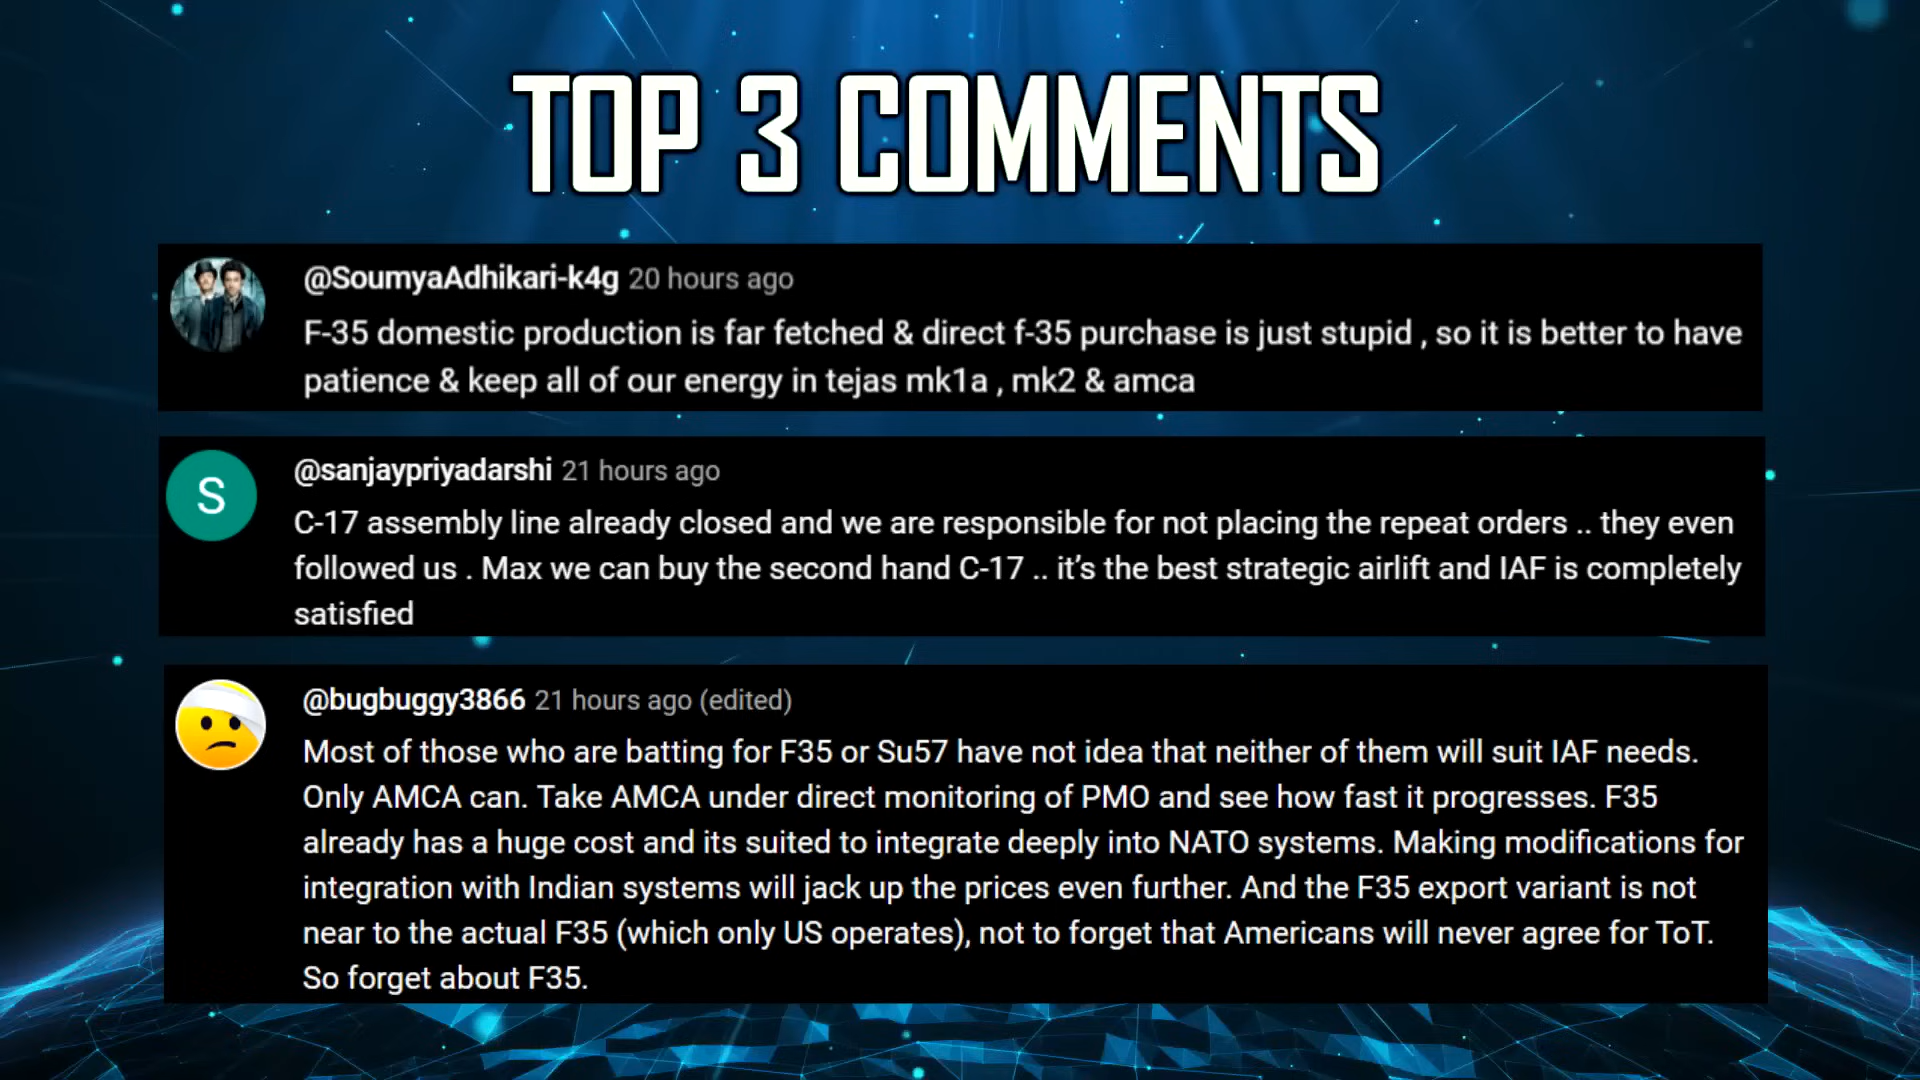 TOP 3 COMMENTS
@SoumyaAdhikari-k4g 20 hours ago
F-35 domestic production is far fetched & direct f-35 purchase is just stupid , so it is better to have
patience & keep all of our energy in tejas mk1a , mk2 & amca
S
@sanjaypriyadarshi 21 hours ago
C-17 assembly line already closed and we are responsible for not placing the repeat orders .. they even
followed us . Max we can buy the second hand C-17 .. it's the best strategic airlift and IAF is completely
satisfied
@bugbuggy3866 21 hours ago (edited)
Most of those who are batting for F35 or Su57 have not idea that neither of them will suit IAF needs.
Only AMCA can. Take AMCA under direct monitoring of PMO and see how fast it progresses. F35
already has a huge cost and its suited to integrate deeply into NATO systems. Making modifications for
integration with Indian systems will jack up the prices even further. And the F35 export variant is not
near to the actual F35 (which only US operates), not to forget that Americans will never agree for ToT.
So forget about F35.